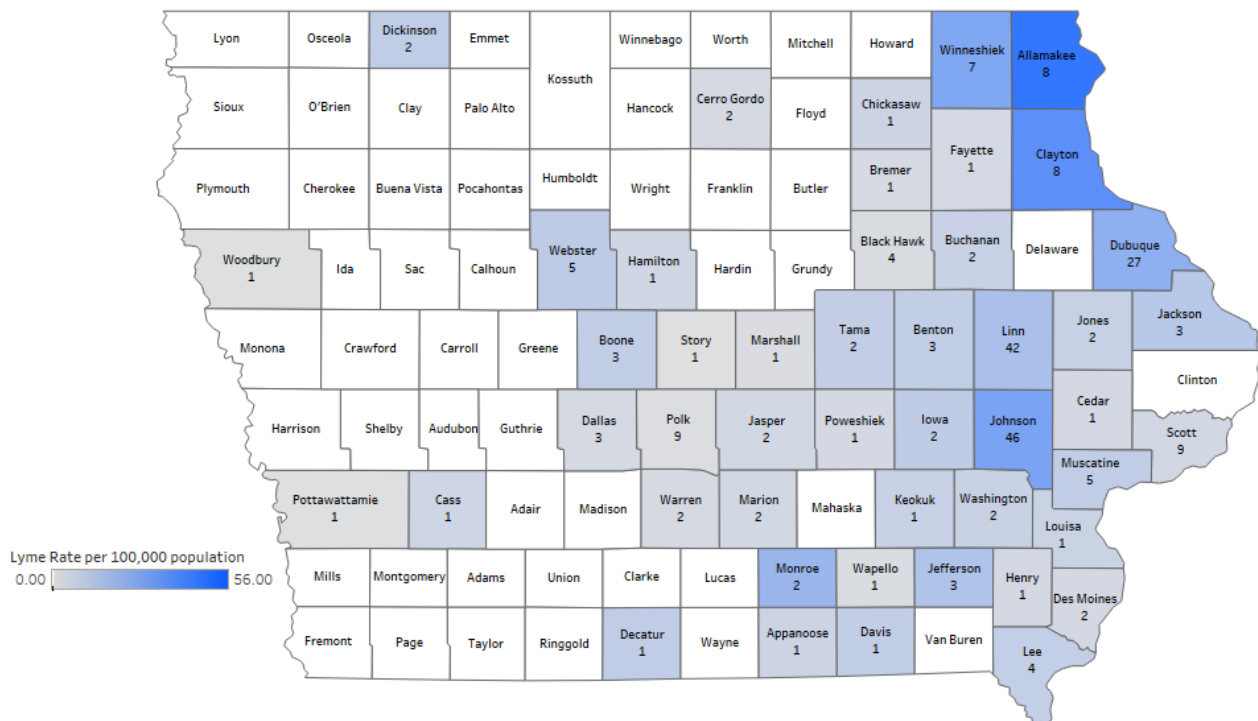 Lyon
Osceola
Dickinson
2
Emmet
Winnebago
Worth
Mitchell
Howard
Winneshiek
7
Allamakee
8
Kossuth
Sioux
O'Brien
Clay
Palo Alto
Hancock
Cerro Gordo
2
Floyd
Chickasaw
1
Fayette
1
Clayton
8
Plymouth
Cherokee
Buena Vista
Pocahontas
Humboldt
Wright
Franklin
Butler
Bremer
1
Woodbury
1
Ida
Sac
Calhoun
Webster
5
Hamilton
1
Hardin
Grundy
Black Hawk
4
Buchanan
2
Delaware
Dubuque
27
Monona
Crawford
Carroll
Greene
Boone
3
Story
1
Marshall
1
Tama
2
Benton
3
Linn
42
Jones
2
Jackson
3
Clinton
Harrison
Shelby
Audubon
Guthrie
Dallas
3
Polk
9
Jasper
2
Poweshiek
1
Iowa
2
Johnson
46
Cedar
1
Scott
9
Muscatine
5
Pottawattamie
1
Cass
1
Adair
Madison
Warren
2
Marion
2
Mahaska
Keokuk
1
Washington
2
Louisa
1
Lyme Rate per 100,000 population
0.00 56.00
Mills
Montgomery
Adams
Union
Clarke
Lucas
Monroe
2
Wapello
1
Jefferson
3
Henry
1
Des Moines
2
Fremont
Page
Taylor
Ringgold
Decatur
1
Wayne
Appanoose
1
Davis
1
Van Buren
Lee
4